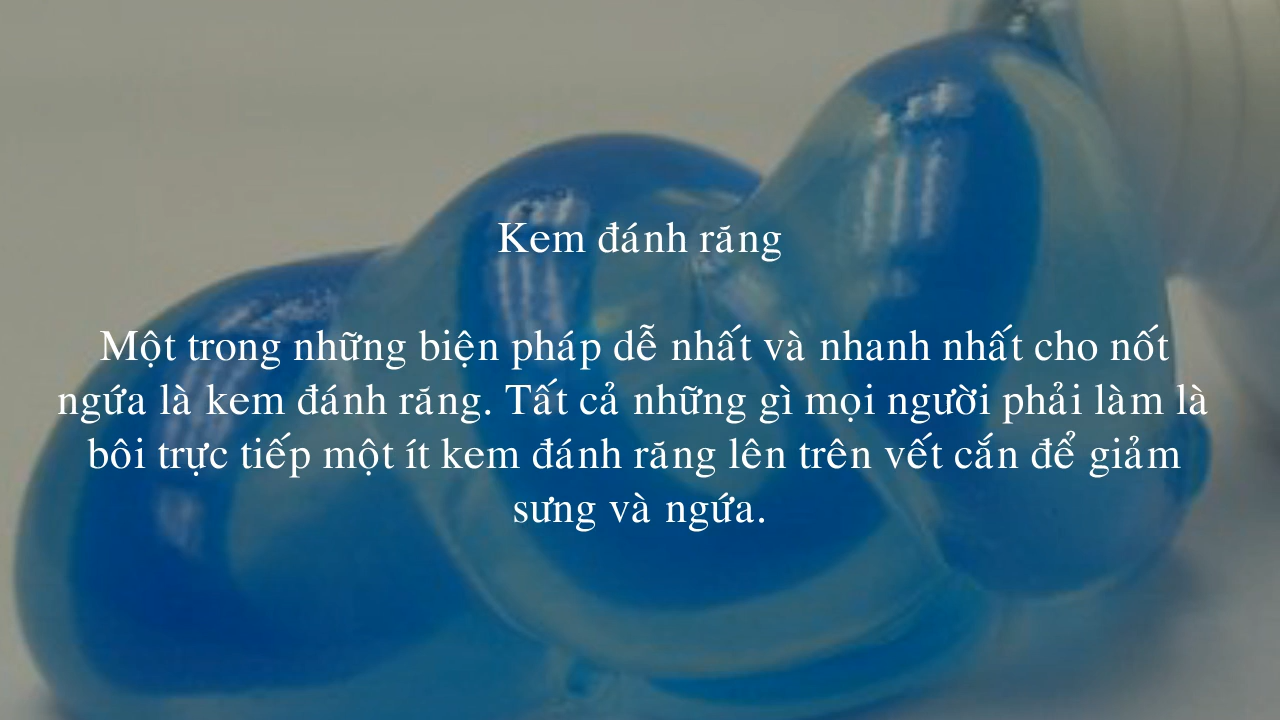 Kem đánh răng
Một trong những biện pháp dễ nhất và nhanh nhất cho nốt
ngứa là kem đánh răng. Tất cả những gì mọi người phải làm là
bôi trực tiếp một ít kem đánh răng lên trên vết cắn để giảm
sưng và ngứa.